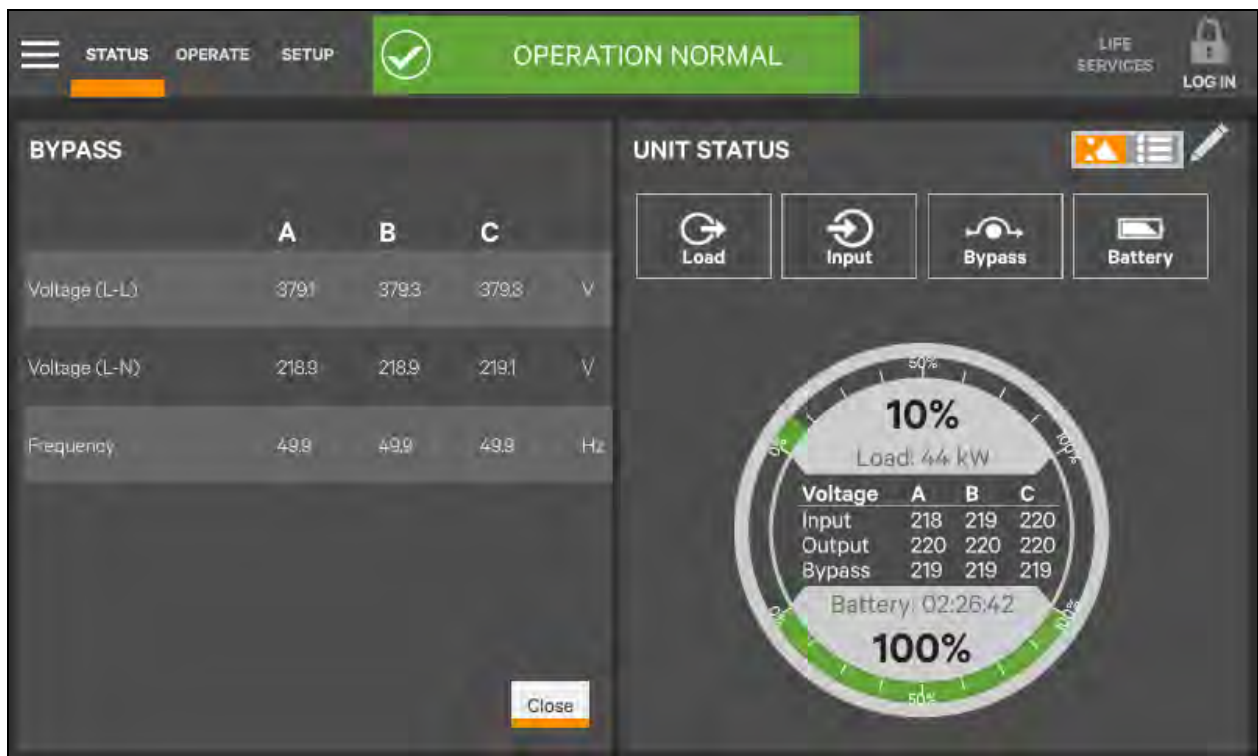 STATUS OPERATE SETUP OPERATION NORMAL LIFE SERVICES LOG IN
BYPASS
A B C
Voltage (L-L) 379.1 379.3 379.3 V
Voltage (L-N) 218.9 218.9 219.1 V
Frequency 49.9 49.9 49.9 Hz
Close
UNIT STATUS
Load Input Bypass Battery
50%
10%
0% 100%
Load: 44 kW
Voltage A B C
Input 218 219 220
Output 220 220 220
Bypass 219 219 219
Battery: 02:26:42
0% 100%
100%
50%